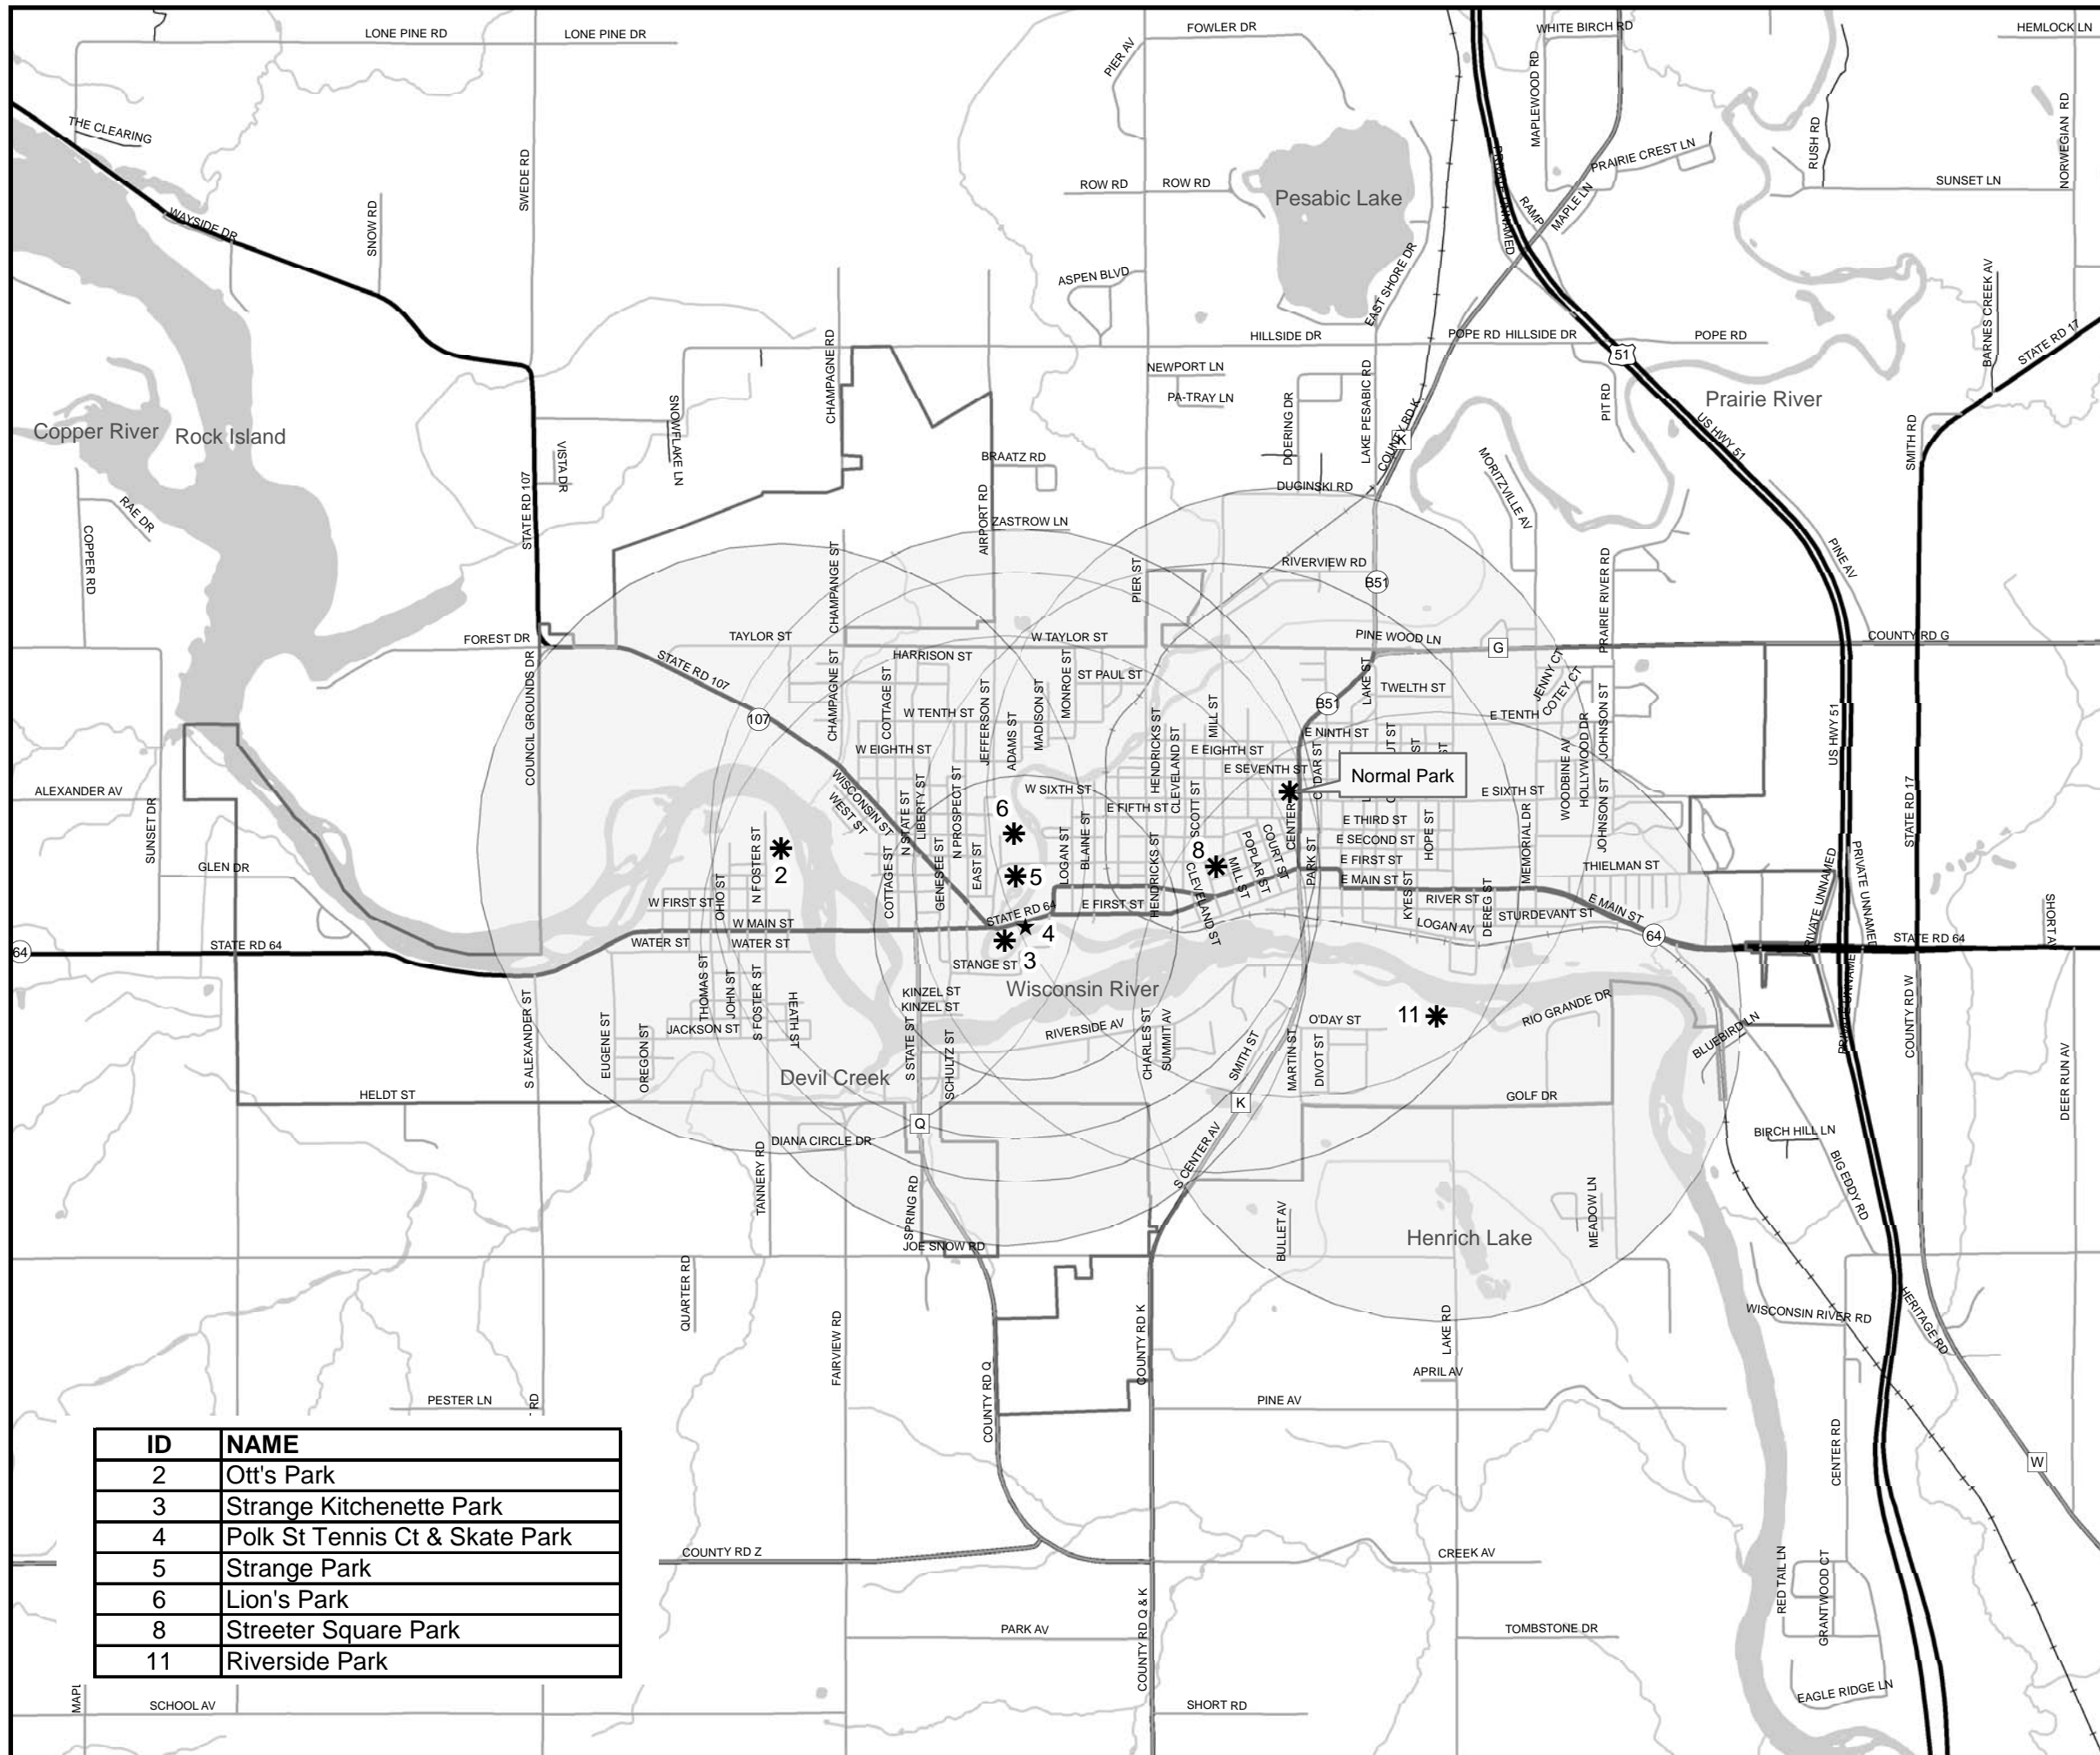 LONE PINE RD
LONE PINE DR
FOWLER DR
WHITE BIRCH RD
HEMLOCK LN
PIER AV
MAPLEWOOD RD
THE CLEARING
SWEDE RD
RUSH RD
NORWEGIAN RD
PRAIRIE CREST LN
ROW RD
ROW RD
SUNSET LN
Pesabic Lake
PRIVATE UNNAMED
RAMP
MAPLE LN
WAYSIDE DR
SNOW RD
ASPEN BLVD
EAST SHORE DR
BARNES CREEK AV
STATE RD 17
HILLSIDE DR
POPE RD
HILLSIDE DR
POPE RD
51
CHAMPAGNE RD
NEWPORT LN
PA-TRAY LN
LAKE PESABIC RD
DOERING DR
COUNTY RD K
K
PIT RD
Prairie River
US HWY 51
SMITH RD
Copper River
Rock Island
SNOWFLAKE LN
VISTA DR
STATE RD 107
BRAATZ RD
MORITZVILLE AV
DUGINSKI RD
RAE DR
COPPER RD
AIRPORT RD
ZASTROW LN
PINE AV
CHAMPANGE ST
PIER ST
RIVERVIEW RD
B51
PRAIRIE RIVER RD
FOREST DR
TAYLOR ST
W TAYLOR ST
PINE WOOD LN
G
COUNTY RD G
STATE RD 107
HARRISON ST
ST PAUL ST
COUNCIL GROUNDS DR
CHAMPAGNE ST
COTTAGE ST
MONROE ST
LAKE ST
TWELTH ST
JENNY CT
COTEY CT
JOHNSON ST
107
W TENTH ST
JEFFERSON ST
ADAMS ST
MADISON ST
HENDRICKS ST
MILL ST
B51
E TENTH
HOLLYWOOD DR
US HWY 51
W EIGHTH ST
CLEVELAND ST
E EIGHTH ST
E NINTH ST
E SEVENTH ST
Normal Park
WOODBINE AV
ALEXANDER AV
SUNSET DR
WISCONSIN ST
WEST ST
N STATE ST
LIBERTY ST
N PROSPECT ST
W SIXTH ST
E FIFTH ST
SCOTT ST
E SIXTH ST
STATE RD 17
6
E THIRD ST
E SECOND ST
HOPE ST
MEMORIAL DR
JOHNSON ST
2
N FOSTER ST
8
CENTER
COURT ST
POPLAR ST
MILL ST
E FIRST ST
THIELMAN ST
GLEN DR
OHIO ST
COTTAGE ST
GENESEE ST
EAST ST
5
LOGAN ST
BLAINE ST
HENDRICKS ST
CLEVELAND ST
PARK ST
E MAIN ST
KYES ST
RIVER ST
PRIVATE UNNAMED
PRIVATE UNNAMED
SHORT AV
W FIRST ST
W MAIN ST
STATE RD 64
E FIRST ST
LOGAN AV
DEREG ST
STURDEVANT ST
E MAIN ST
64
STATE RD 64
64
STATE RD 64
WATER ST
WATER ST
4
3
STANGE ST
Wisconsin River
THOMAS ST
JOHN ST
S FOSTER ST
HEATH ST
KINZEL ST
KINZEL ST
11
RIO GRANDE DR
S ALEXANDER ST
EUGENE ST
OREGON ST
JACKSON ST
RIVERSIDE AV
CHARLES ST
SUMMIT AV
O'DAY ST
BLUEBIRD LN
COUNTY RD W
S STATE ST
SCHULTZ ST
SMITH ST
MARTIN ST
DIVOT ST
Devil Creek
HELDT ST
K
GOLF DR
DEER RUN AV
Q
DIANA CIRCLE DR
BIRCH HILL LN
TANNERY RD
S CENTER AV
BIG EDDY RD
SPRING RD
BULLET AV
MEADOW LN
Henrich Lake
JOE SNOW RD
QUARTER RD
FAIRVIEW RD
COUNTY RD Q
COUNTY RD K
LAKE RD
WISCONSIN RIVER RD
HERITAGE RD
APRIL AV
PESTER LN
RD
PINE AV
CENTER RD
W
ID NAME
2 Ott's Park
3 Strange Kitchenette Park
4 Polk St Tennis Ct & Skate Park
5 Strange Park
6 Lion's Park
8 Streeter Square Park
11 Riverside Park
COUNTY RD Z
CREEK AV
RED TAIL LN
GRANTWOOD CT
COUNTY RD Q & K
PARK AV
TOMBSTONE DR
MAPL
SCHOOL AV
SHORT RD
EAGLE RIDGE LN